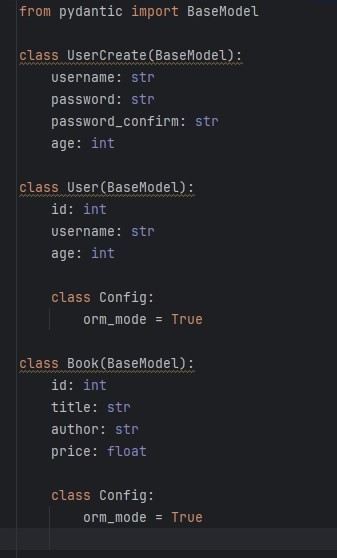 from pydantic import BaseModel
class UserCreate(BaseModel):
    username: str
    password: str
    password_confirm: str
    age: int
class User(BaseModel):
    id: int
    username: str
    age: int
    class Config:
        orm_mode = True
class Book(BaseModel):
    id: int
    title: str
    author: str
    price: float
    class Config:
        orm_mode = True